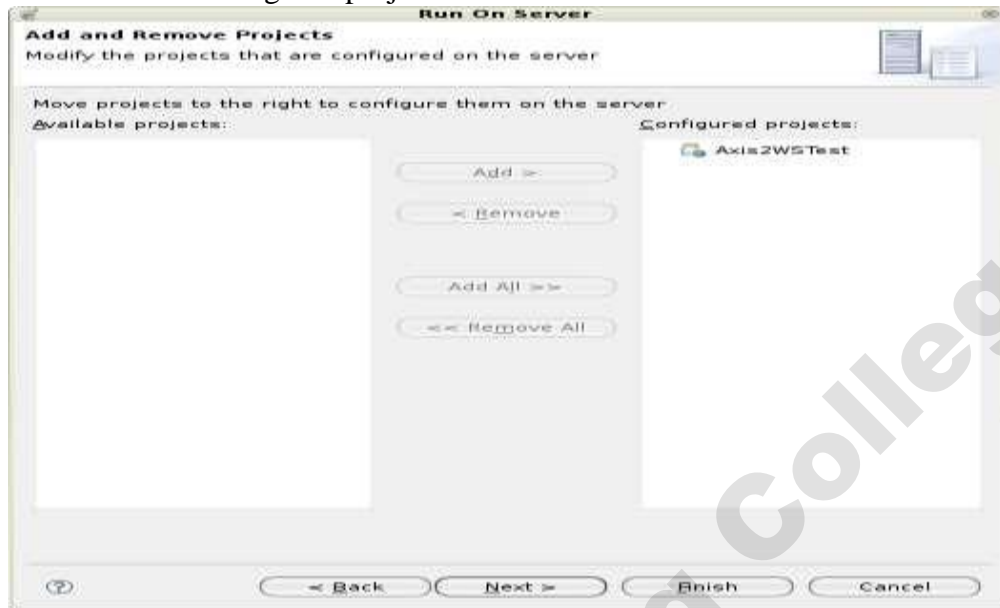 Run On Server
Add and Remove Projects
Modify the projects that are configured on the server
Move projects to the right to configure them on the server
Available projects:
Configured projects:
Axis2WSTest
Add >
< Remove
Add All >>
<< Remove All
< Back
Next >
Finish
Cancel